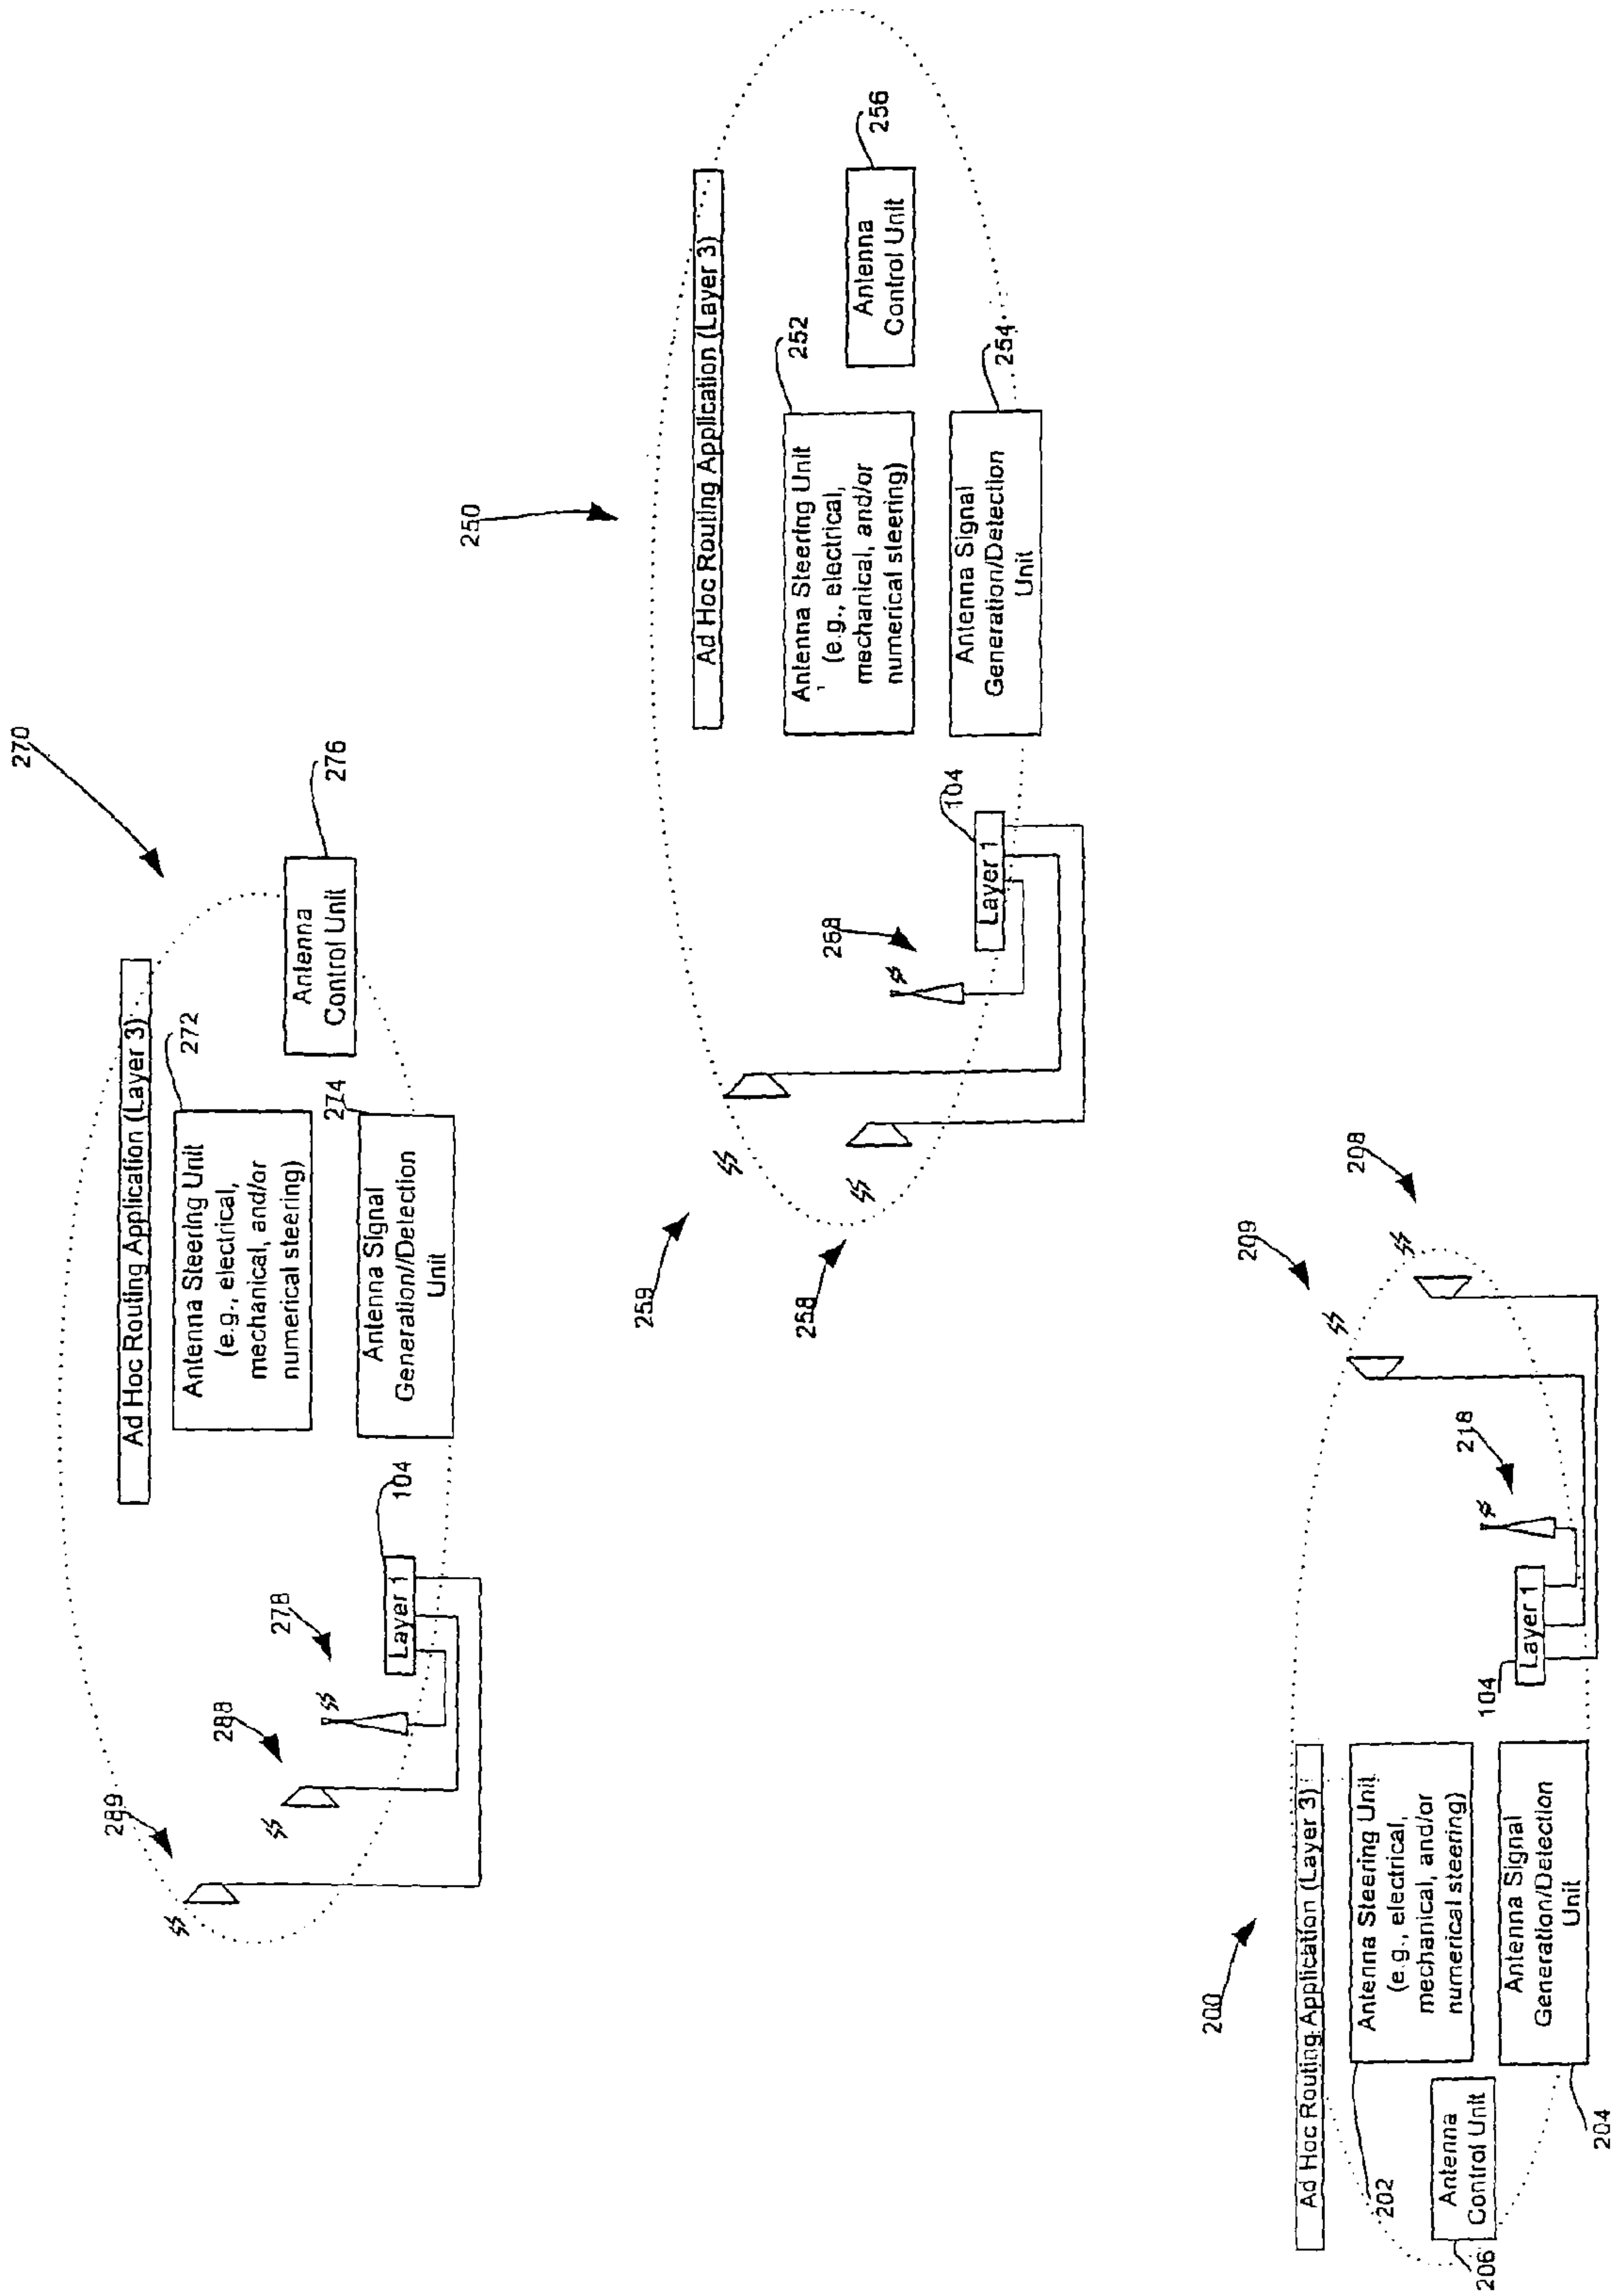 270
Ad Hoc Routing Application (Layer 3)
272
Antenna Steering Unit
(e.g., electrical,
mechanical, and/or
numerical steering)
276
Antenna
Control Unit
274
Antenna Signal
Generation/Detection
Unit
104
Layer 1
278
288
289
250
Ad Hoc Routing Application (Layer 3)
252
Antenna Steering Unit
(e.g., electrical,
mechanical, and/or
numerical steering)
256
Antenna
Control Unit
254
Antenna Signal
Generation/Detection
Unit
104
Layer 1
268
259
258
200
Ad Hoc Routing Application (Layer 3)
202
Antenna Steering Unit
(e.g., electrical,
mechanical, and/or
numerical steering)
206
Antenna
Control Unit
204
Antenna Signal
Generation/Detection
Unit
104
Layer 1
218
209
208